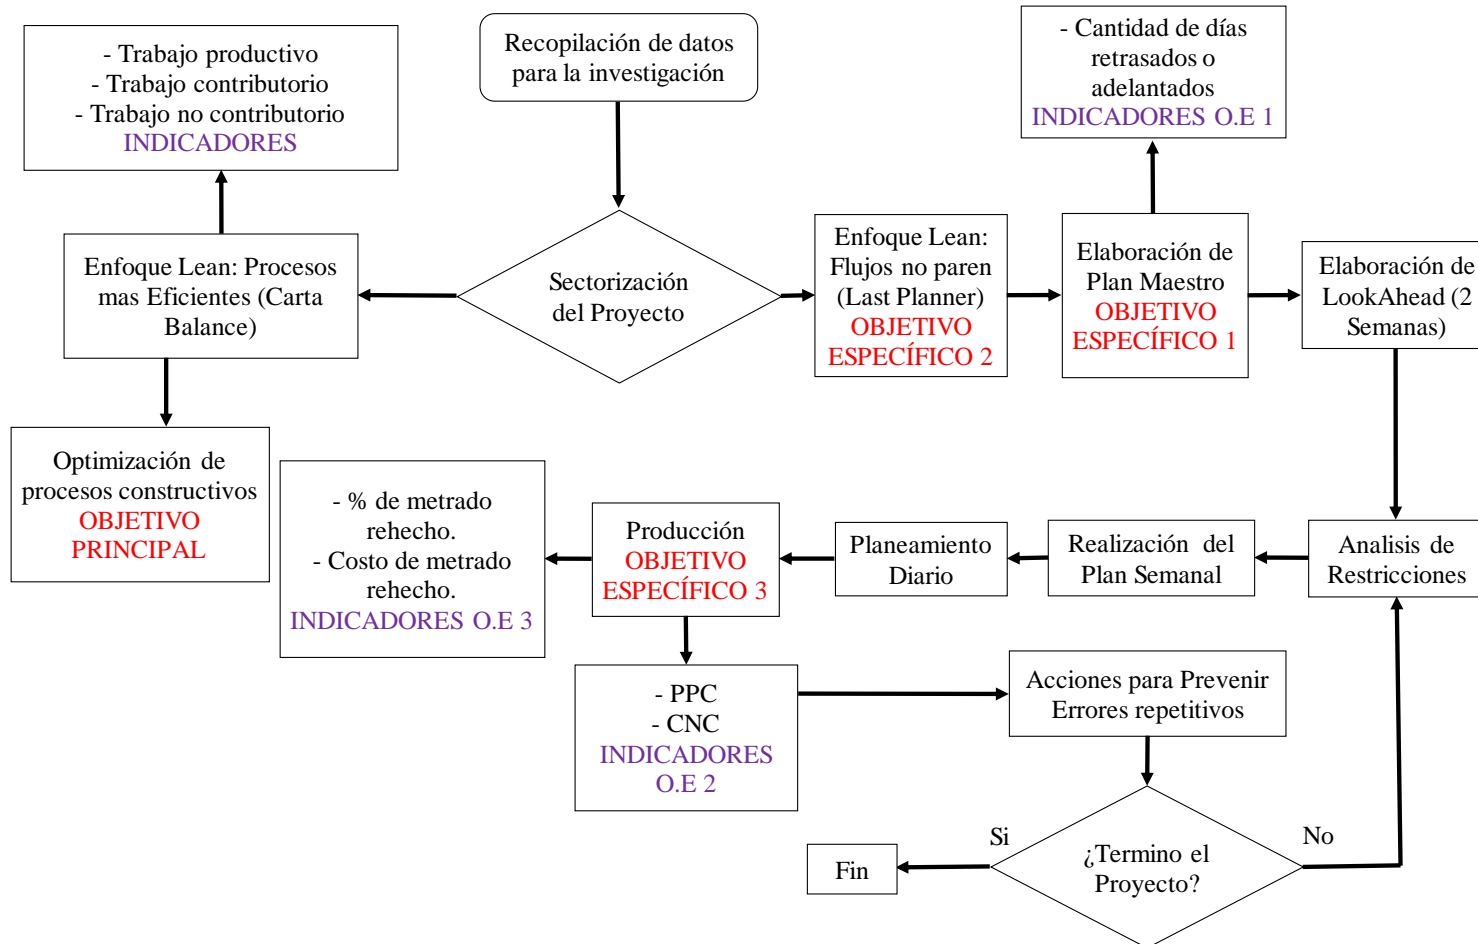 - Trabajo productivo
- Trabajo contributorio
- Trabajo no contributorio
INDICADORES
Recopilación de datos
para la investigación
- Cantidad de días
retrasados o
adelantados
INDICADORES O.E 1
Enfoque Lean: Procesos
mas Eficientes (Carta
Balance)
Sectorización
del Proyecto
Enfoque Lean:
Flujos no paren
(Last Planner)
OBJETIVO
ESPECÍFICO 2
Elaboración de
Plan Maestro
OBJETIVO
ESPECÍFICO 1
Elaboración de
LookAhead (2
Semanas)
Optimización de
procesos constructivos
OBJETIVO
PRINCIPAL
- % de metrado
rehecho.
- Costo de metrado
rehecho.
INDICADORES O.E 3
Producción
OBJETIVO
ESPECÍFICO 3
Planeamiento
Diario
Realización del
Plan Semanal
Analisis de
Restricciones
- PPC
- CNC
INDICADORES
O.E 2
Acciones para Prevenir
Errores repetitivos
Si
No
¿Termino el
Proyecto?
Fin